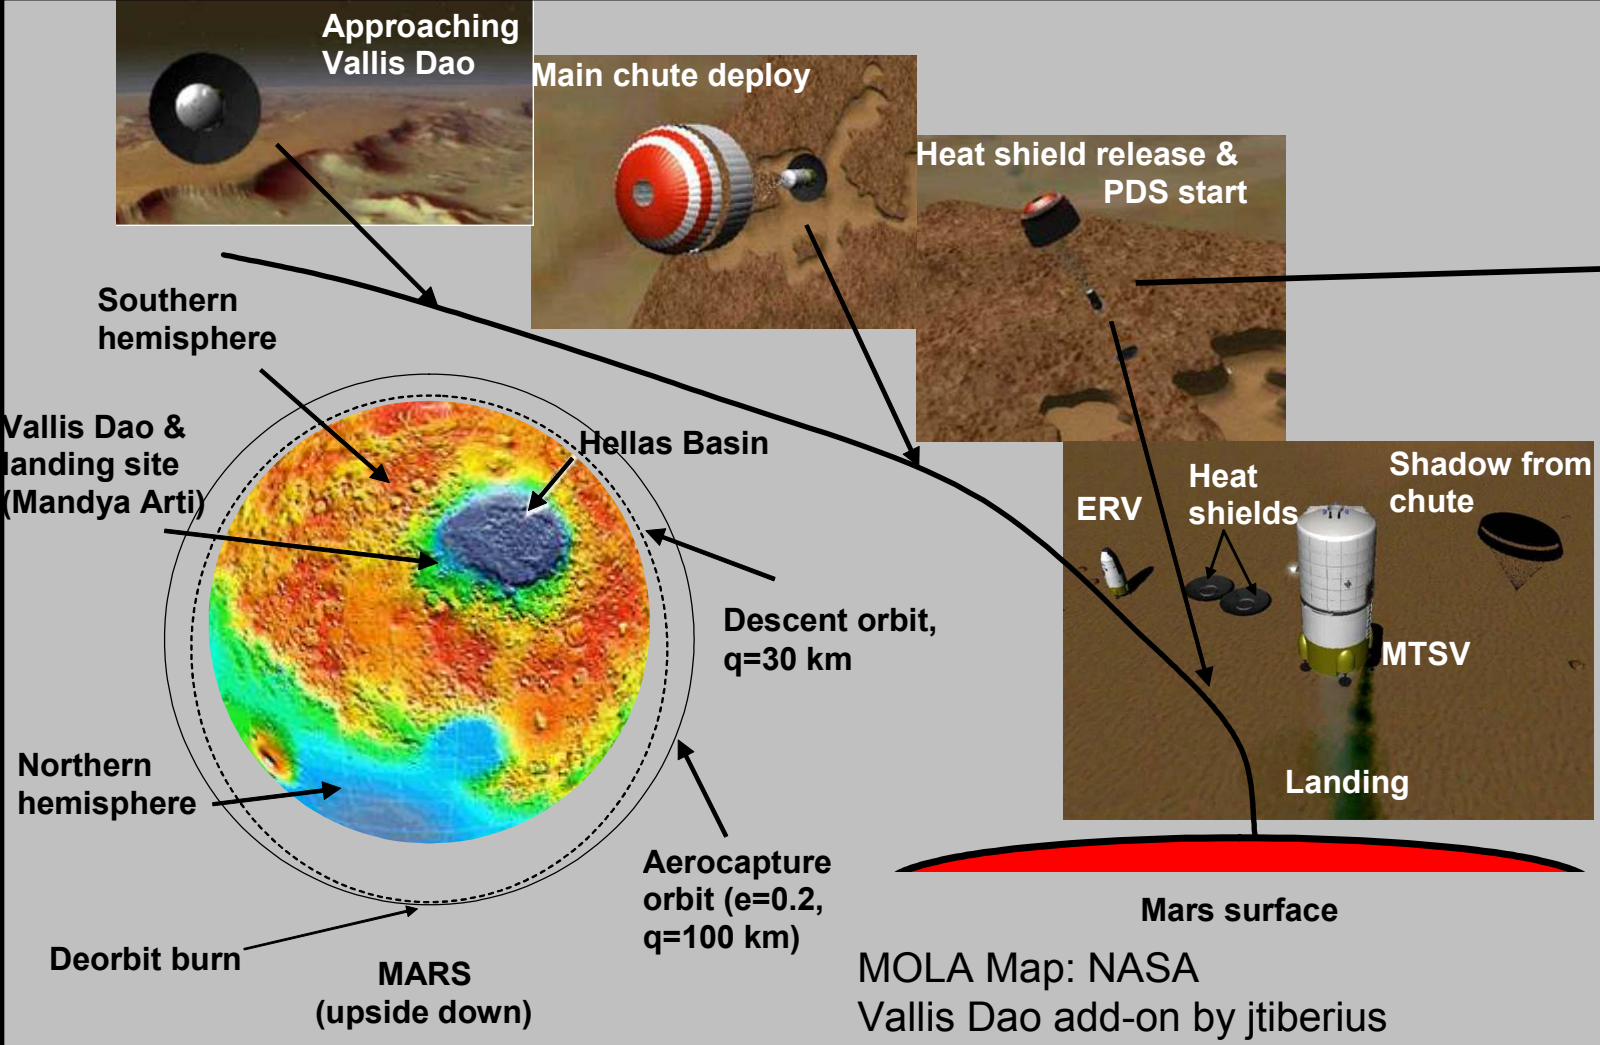 Approaching
Vallis Dao
Main chute deploy
Heat shield release &
PDS start
Southern
hemisphere
Vallis Dao &
landing site
(Mandya Arti)
Hellas Basin
Descent orbit,
q=30 km
ERV
Heat
shields
Shadow from
chute
MTSV
Landing
Northern
hemisphere
Aerocapture
orbit (e=0.2,
q=100 km)
Deorbit burn
MARS
(upside down)
Mars surface
MOLA Map: NASA
Vallis Dao add-on by jtiberius